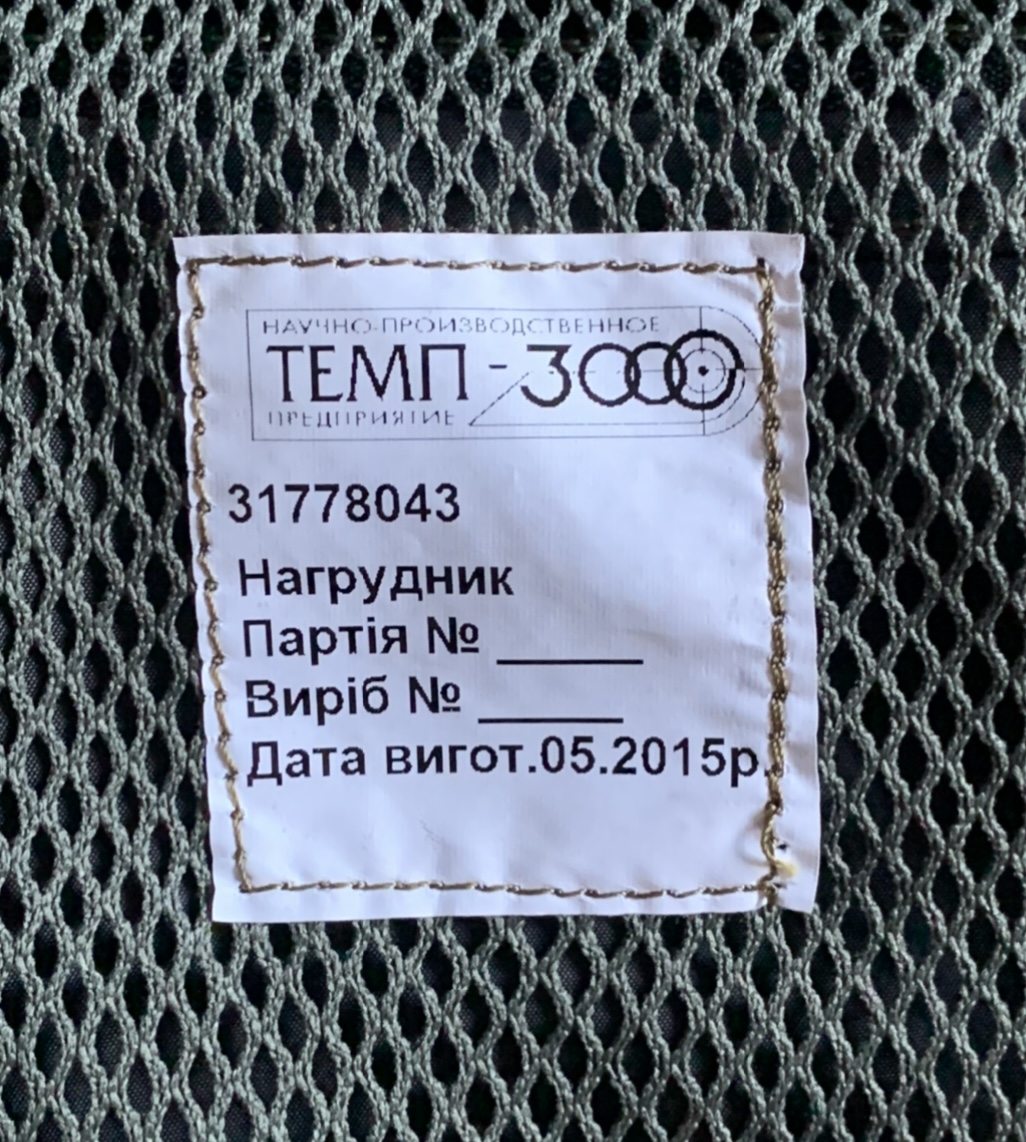 НАУЧНО-ПРОИЗВОДСТВЕННОЕ
ТЕМП - 3000
ПРЕДПРИЯТИЕ
31778043
Нагрудник
Партія № ______
Виріб № ______
Дата вигот.05.2015р.